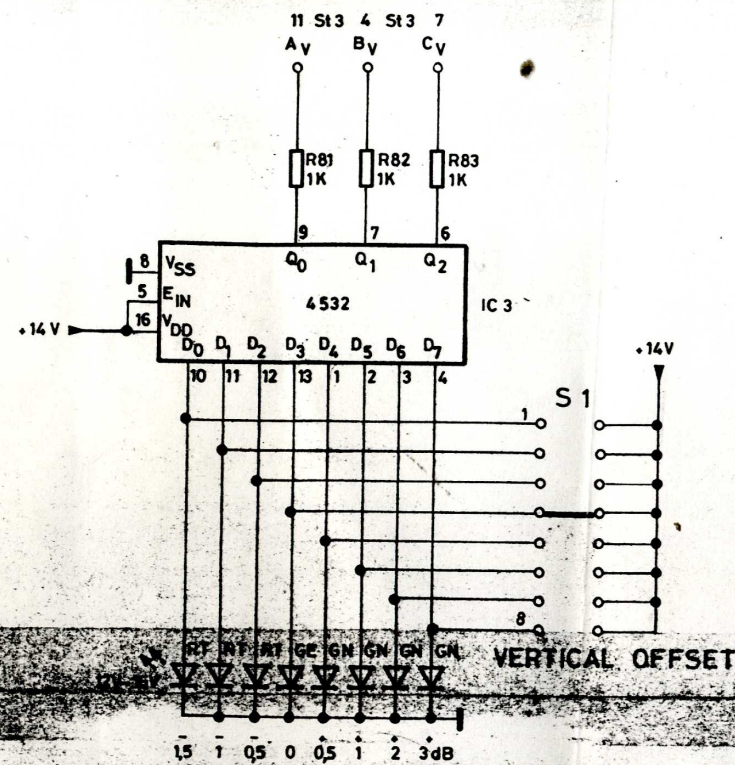 11 St3 4 St3 7
AV BV CV
R81 R82 R83
1K 1K 1K
9 7 6
8 VSS Q0 Q1 Q2
5 EIN 4532 IC 3
+14V 16 VDD
D0 D1 D2 D3 D4 D5 D6 D7
10 11 12 13 1 2 3 4
+14V
S 1
1
8
RT RT RT GE GN GN GN GN
VERTICAL OFFSET
- - - + + + +
1,5 1 0,5 0 0,5 1 2 3dB